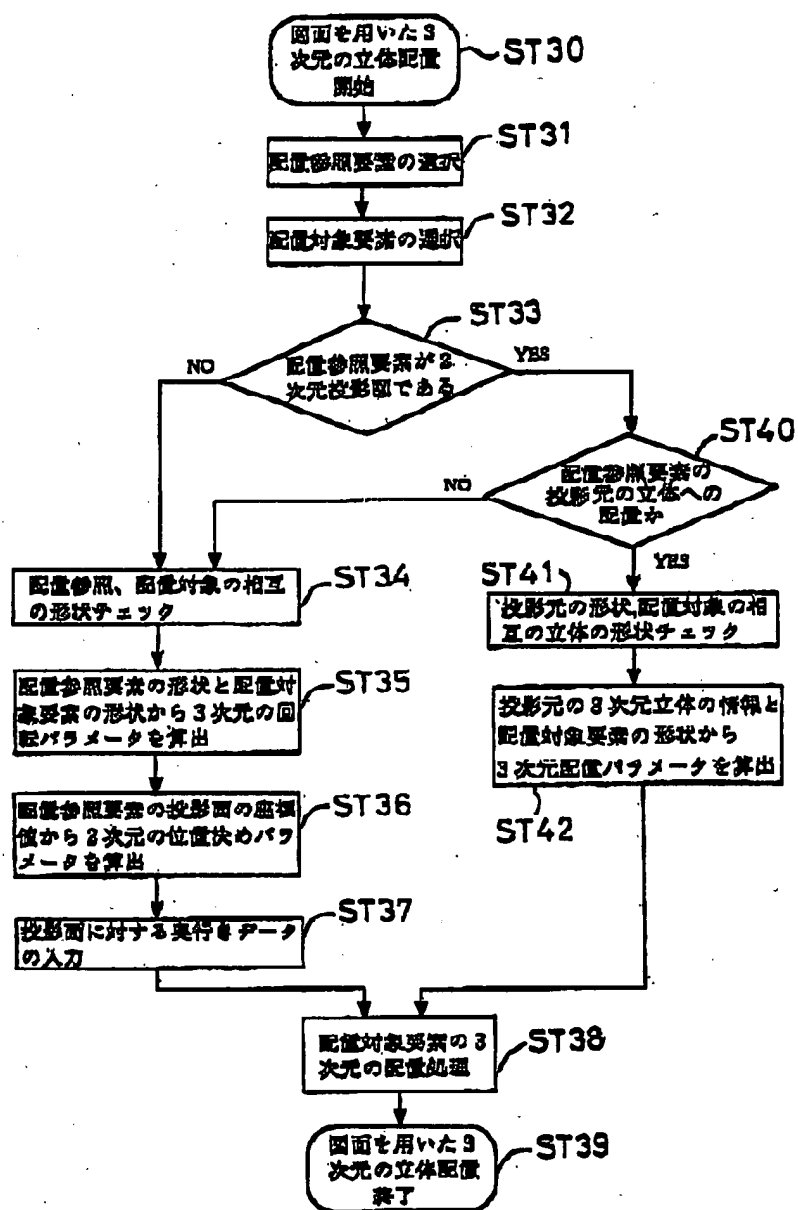 図面を用いた3
次元の立体配置
開始
ST30
ST31
配置参照要素の選択
ST32
配置対象要素の選択
ST33
NO
YES
配置参照要素が2
次元投影図である
ST40
NO
配置参照要素の
投影元の立体への
配置か
YES
ST34
配置参照、配置対象の相互
の形状チェック
ST41
投影元の形状,配置対象の相
互の立体の形状チェック
ST35
配置参照要素の形状と配置対
象要素の形状から3次元の回
転パラメータを算出
投影元の3次元立体の情報と
配置対象要素の形状から
3次元配置パラメータを算出
ST42
ST36
配置参照要素の投影面の座標
値から2次元の位置決めパラ
メータを算出
ST37
投影面に対する奥行きデータ
の入力
配置対象要素の3
次元の配置処理
ST38
図面を用いた3
次元の立体配置
終了
ST39